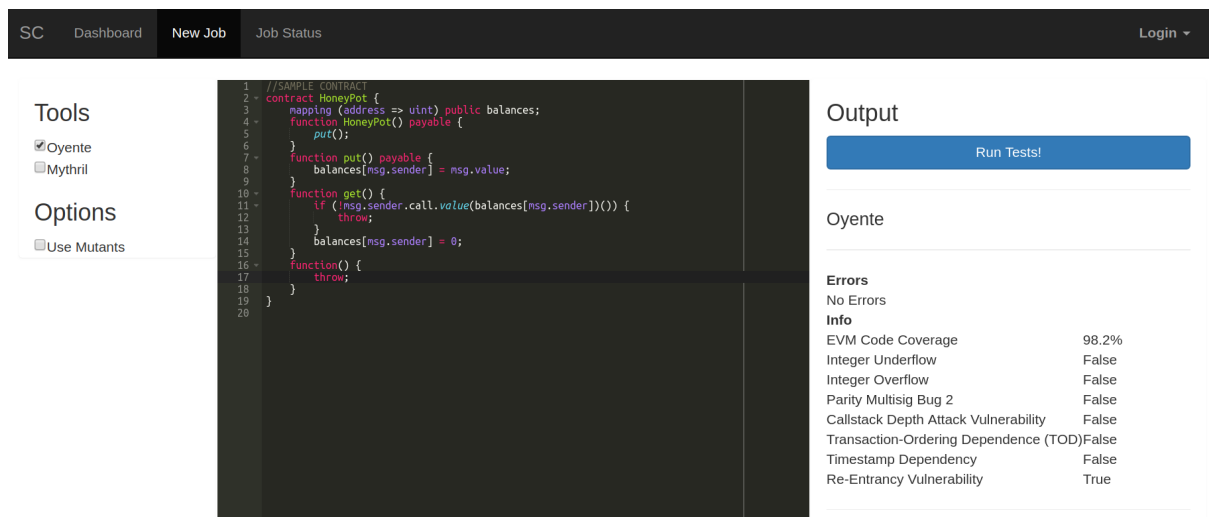 SC Dashboard New Job Job Status Login
Tools
Oyente
Mythril
Options
Use Mutants
1 //SAMPLE CONTRACT
2 contract HoneyPot {
3     mapping (address => uint) public balances;
4     function HoneyPot() payable {
5         put();
6     }
7     function put() payable {
8         balances[msg.sender] = msg.value;
9     }
10     function get() {
11         if (!msg.sender.call.value(balances[msg.sender])()) {
12             throw;
13         }
14         balances[msg.sender] = 0;
15     }
16     function() {
17         throw;
18     }
19 }
20
Output
Run Tests!
Oyente
Errors
No Errors
Info
EVM Code Coverage 98.2%
Integer Underflow False
Integer Overflow False
Parity Multisig Bug 2 False
Callstack Depth Attack Vulnerability False
Transaction-Ordering Dependence (TOD) False
Timestamp Dependency False
Re-Entrancy Vulnerability True